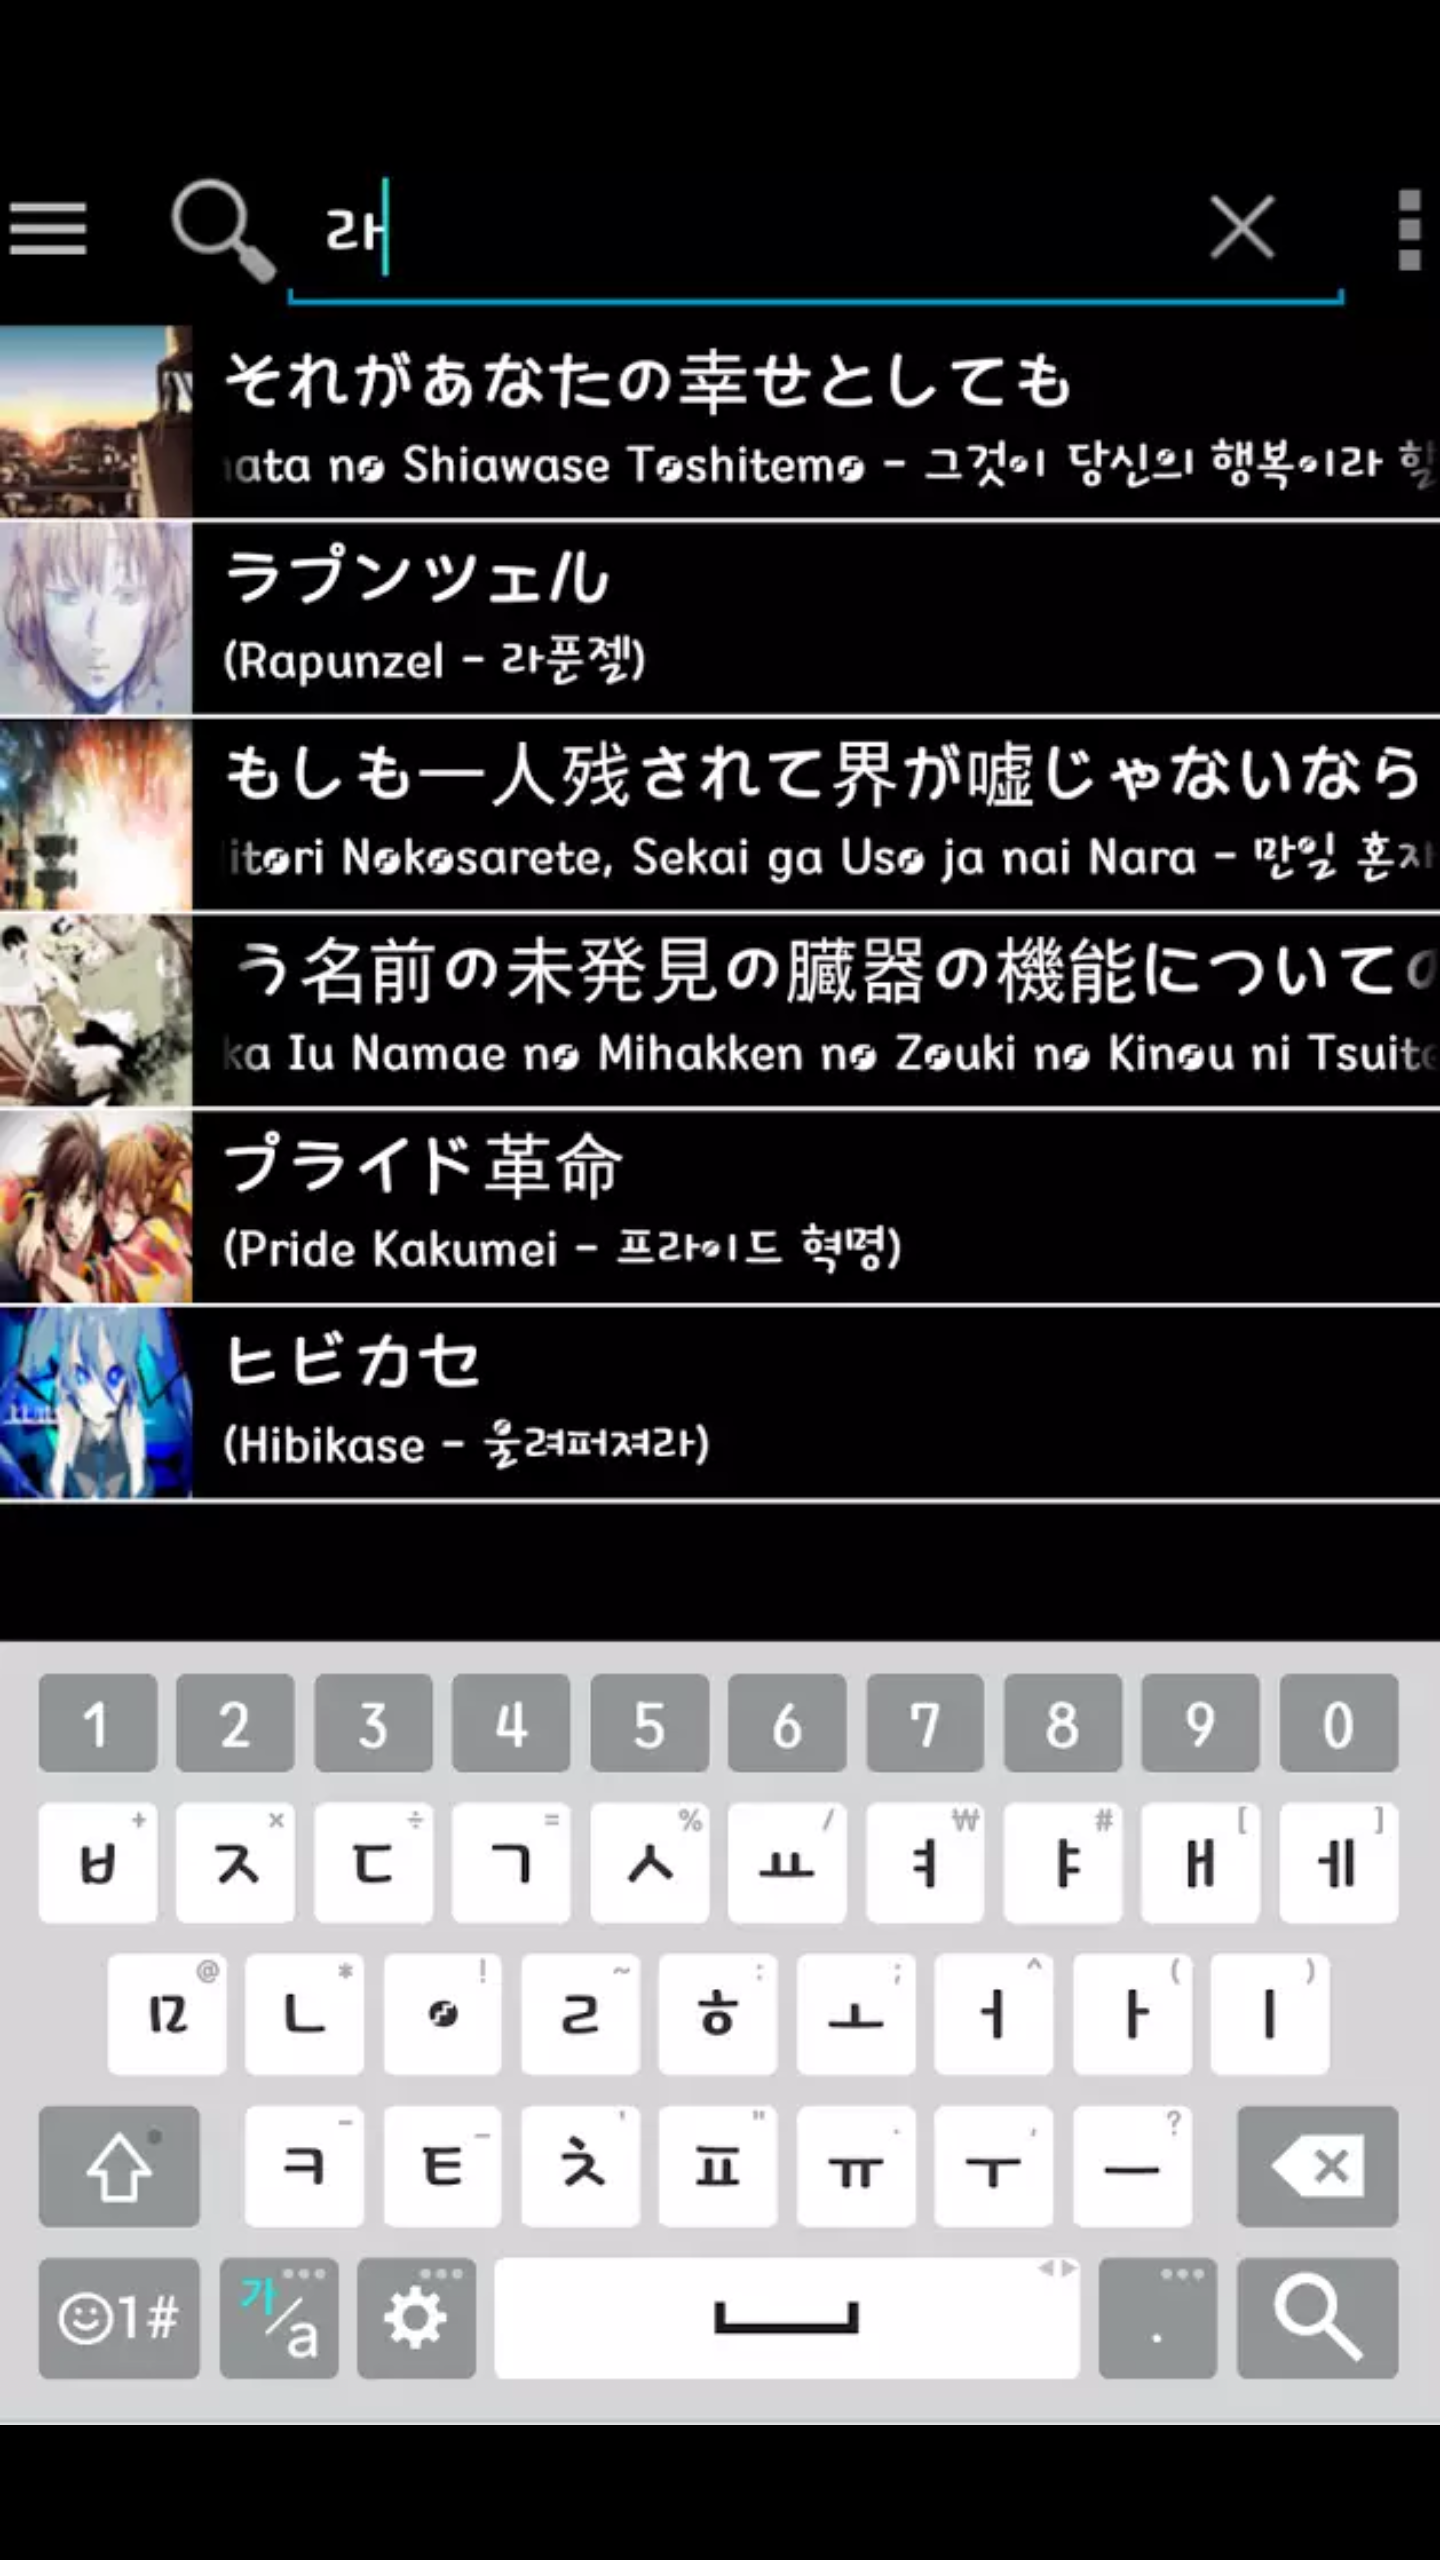 라
それがあなたの幸せとしても
nata no Shiawase Toshitemo - 그것이 당신의 행복이라 할
ラプンツェル
(Rapunzel - 라푼젤)
もしも一人残されて界が嘘じゃないなら
itori Nokosarete, Sekai ga Uso ja nai Nara - 만일 혼자
う名前の未発見の臓器の機能についての
ka Iu Namae no Mihakken no Zouki no Kinou ni Tsuite
プライド革命
(Pride Kakumei - 프라이드 혁명)
ヒビカセ
(Hibikase - 울려퍼져라)
1 2 3 4 5 6 7 8 9 0
+ × ÷ = % / ₩ # [ ]
ㅂ ㅈ ㄷ ㄱ ㅅ ㅛ ㅕ ㅑ ㅐ ㅔ
@ * ! ~ : ; ^ ( )
ㅁ ㄴ ㅇ ㄹ ㅎ ㅗ ㅓ ㅏ ㅣ
ㅋ ㅌ ㅊ ㅍ ㅠ ㅜ ㅡ
1# 가/a .